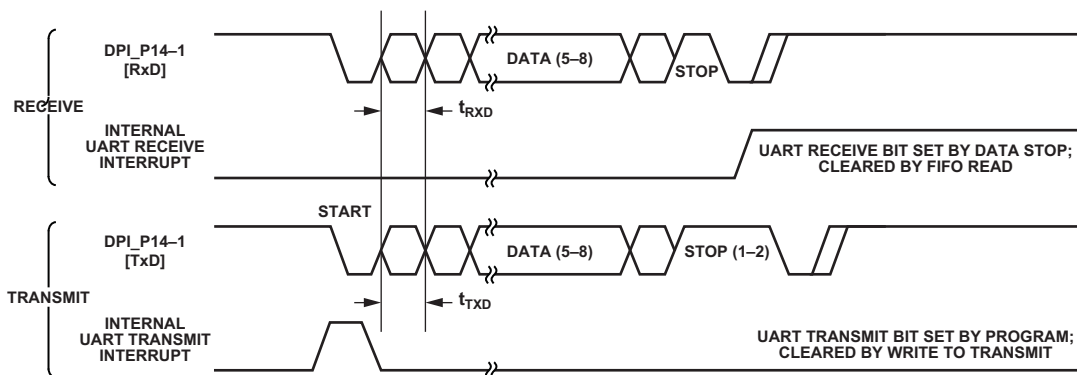 DPI_P14–1
[RxD]
DATA (5–8)
STOP
RECEIVE
tRXD
INTERNAL
UART RECEIVE
INTERRUPT
UART RECEIVE BIT SET BY DATA STOP;
CLEARED BY FIFO READ
START
DPI_P14–1
[TxD]
DATA (5–8)
STOP (1–2)
TRANSMIT
tTXD
INTERNAL
UART TRANSMIT
INTERRUPT
UART TRANSMIT BIT SET BY PROGRAM;
CLEARED BY WRITE TO TRANSMIT